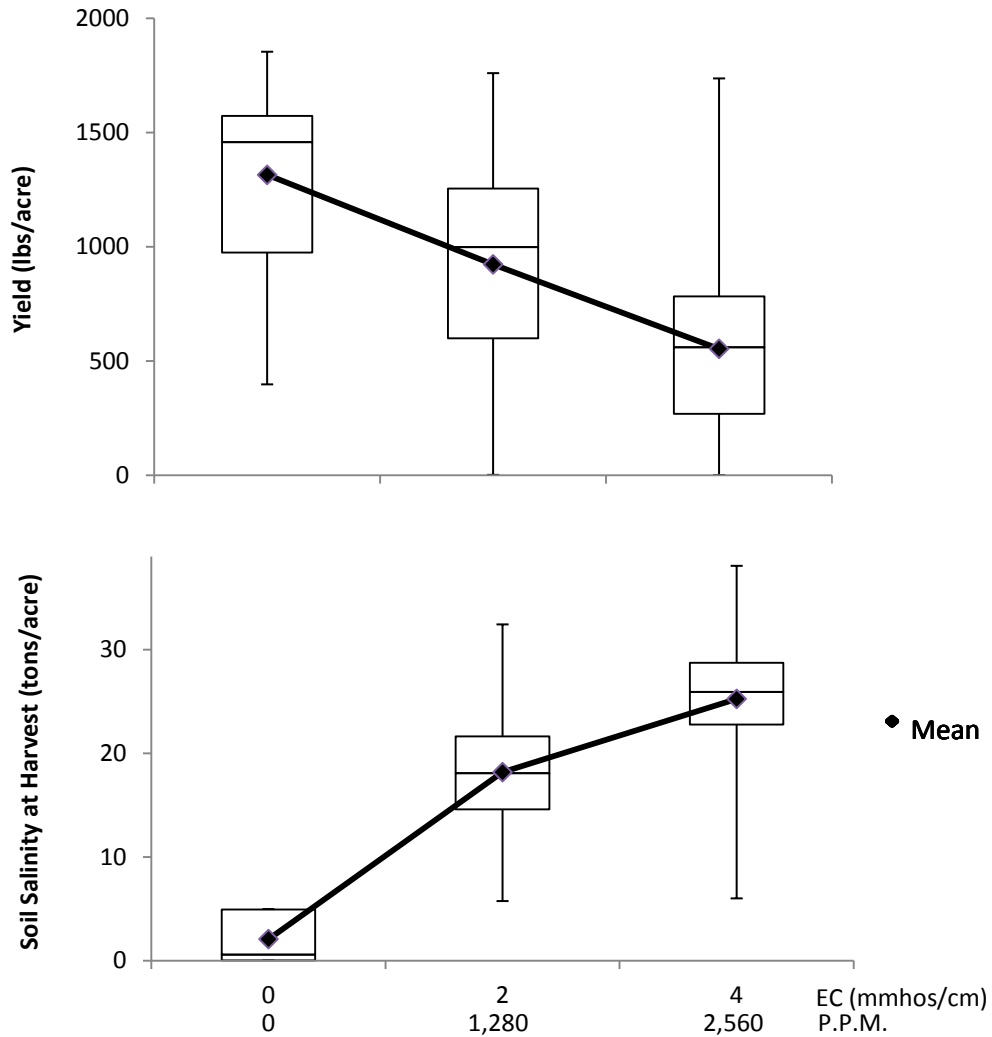 2000
1500
1000
500
0
Yield (lbs/acre)
30
20
10
0
Soil Salinity at Harvest (tons/acre)
Mean
0 2 4 EC (mmhos/cm)
0 1,280 2,560 P.P.M.